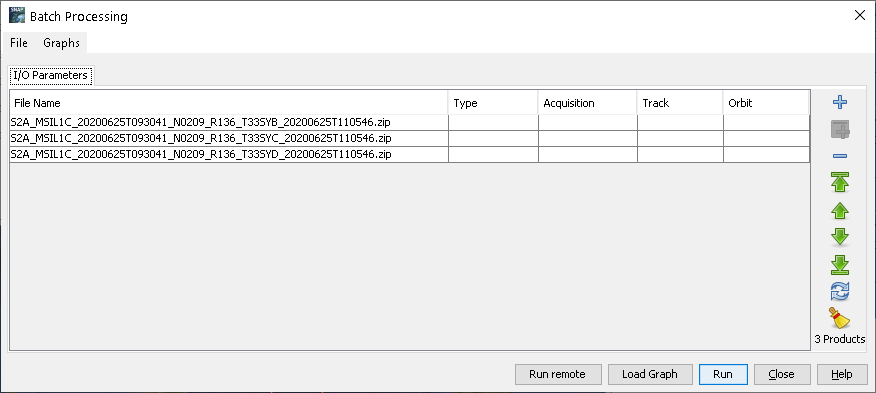 Batch Processing
File Graphs
I/O Parameters
File Name Type Acquisition Track Orbit
S2A_MSIL1C_20200625T093041_N0209_R136_T33SYB_20200625T110546.zip
S2A_MSIL1C_20200625T093041_N0209_R136_T33SYC_20200625T110546.zip
S2A_MSIL1C_20200625T093041_N0209_R136_T33SYD_20200625T110546.zip
3 Products
Run remote Load Graph Run Close Help